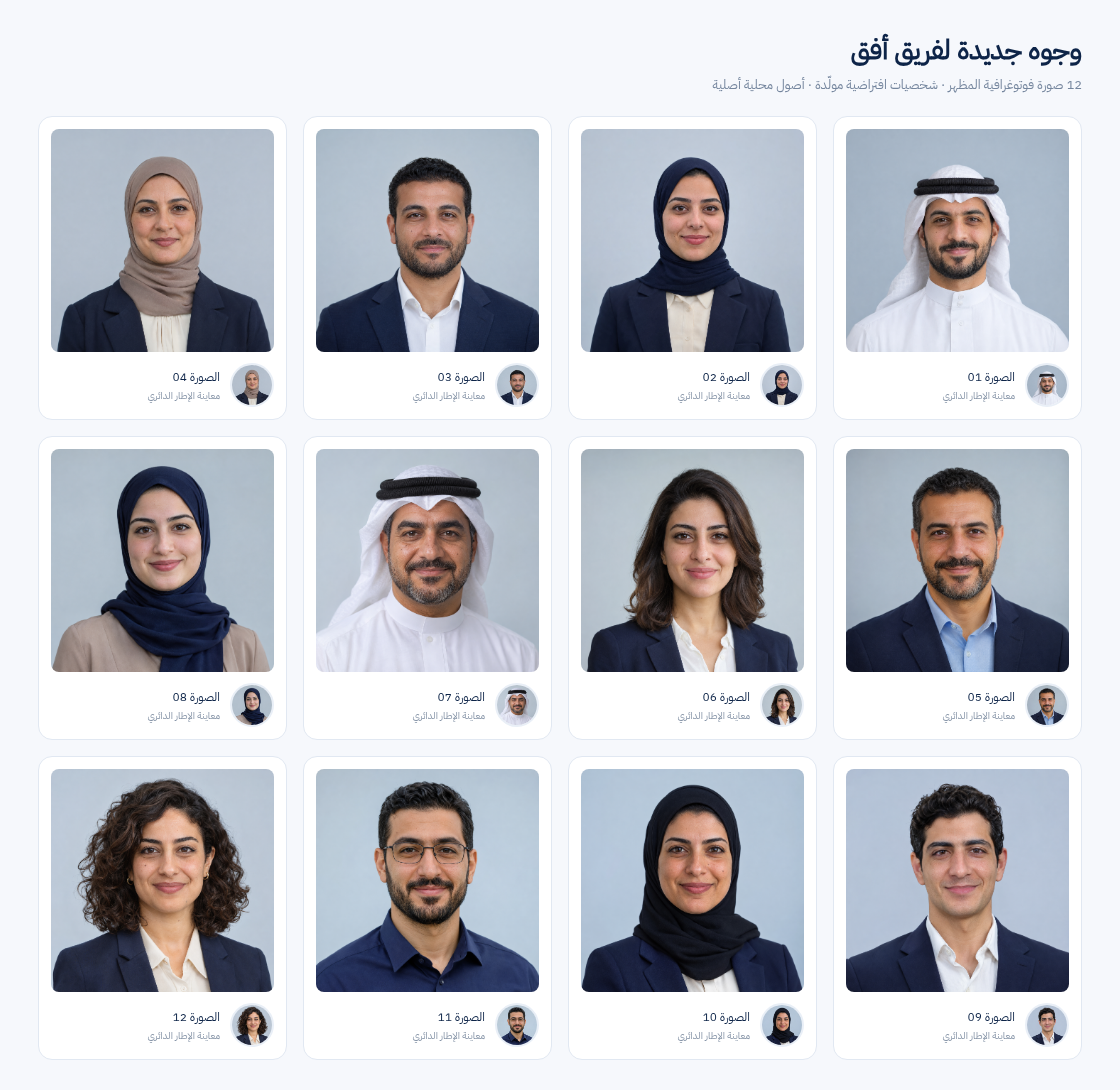 وجوه جديدة لفريق أفق
12 صورة فوتوغرافية المظهر · شخصيات افتراضية مولّدة · أصول محلية أصلية
الصورة 01
معاينة الإطار الدائري
الصورة 02
معاينة الإطار الدائري
الصورة 03
معاينة الإطار الدائري
الصورة 04
معاينة الإطار الدائري
الصورة 05
معاينة الإطار الدائري
الصورة 06
معاينة الإطار الدائري
الصورة 07
معاينة الإطار الدائري
الصورة 08
معاينة الإطار الدائري
الصورة 09
معاينة الإطار الدائري
الصورة 10
معاينة الإطار الدائري
الصورة 11
معاينة الإطار الدائري
الصورة 12
معاينة الإطار الدائري